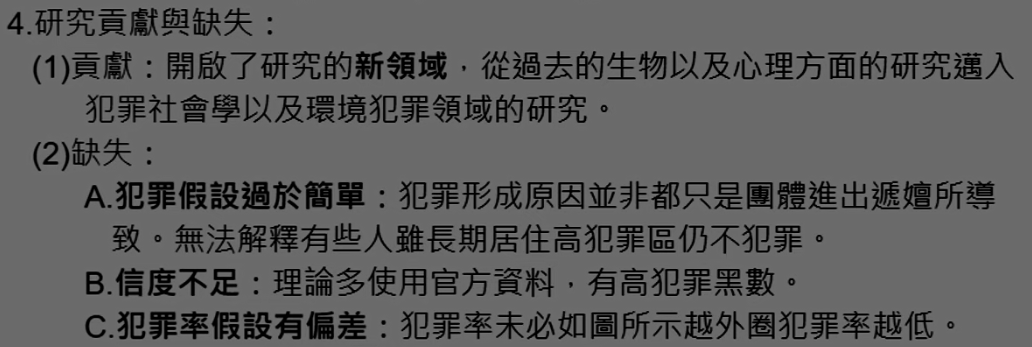 4.研究貢獻與缺失：
(1)貢獻：開啟了研究的新領域，從過去的生物以及心理方面的研究邁入
犯罪社會學以及環境犯罪領域的研究。
(2)缺失：
A.犯罪假設過於簡單：犯罪形成原因並非都只是團體進出遞嬗所導
致。無法解釋有些人雖長期居住高犯罪區仍不犯罪。
B.信度不足：理論多使用官方資料，有高犯罪黑數。
C.犯罪率假設有偏差：犯罪率未必如圖所示越外圈犯罪率越低。